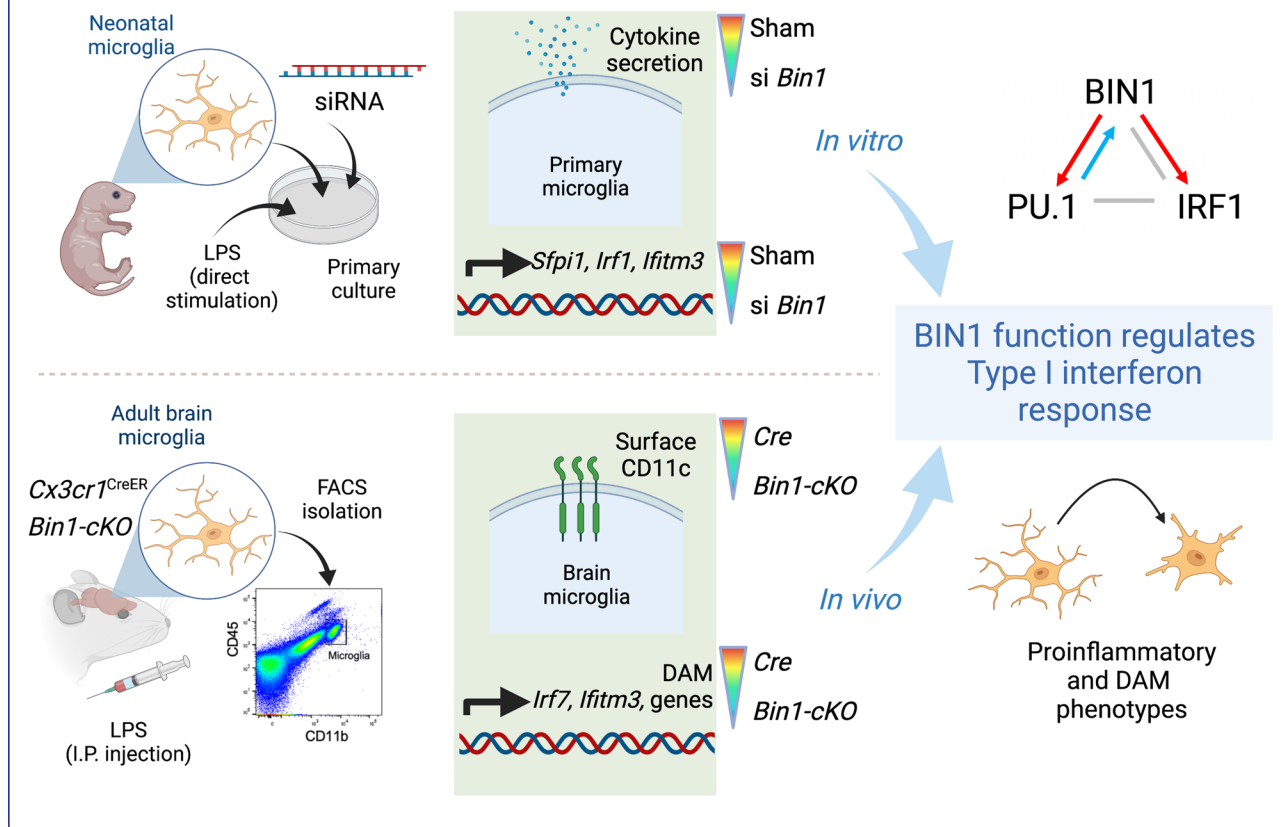 Neonatal
microglia
siRNA
LPS
(direct
stimulation)
Primary
culture
Cytokine
secretion
Primary
microglia
Sfpi1, Irf1, Ifitm3
Sham
si Bin1
Sham
si Bin1
In vitro
BIN1
PU.1
IRF1
BIN1 function regulates
Type I interferon
response
Adult brain
microglia
Cx3cr1CreER
Bin1-cKO
FACS
isolation
CD45
Microglia
CD11b
LPS
(I.P. injection)
Surface
CD11c
Brain
microglia
DAM
Irf7, Ifitm3, genes
Cre
Bin1-cKO
Cre
Bin1-cKO
In vivo
Proinflammatory
and DAM
phenotypes